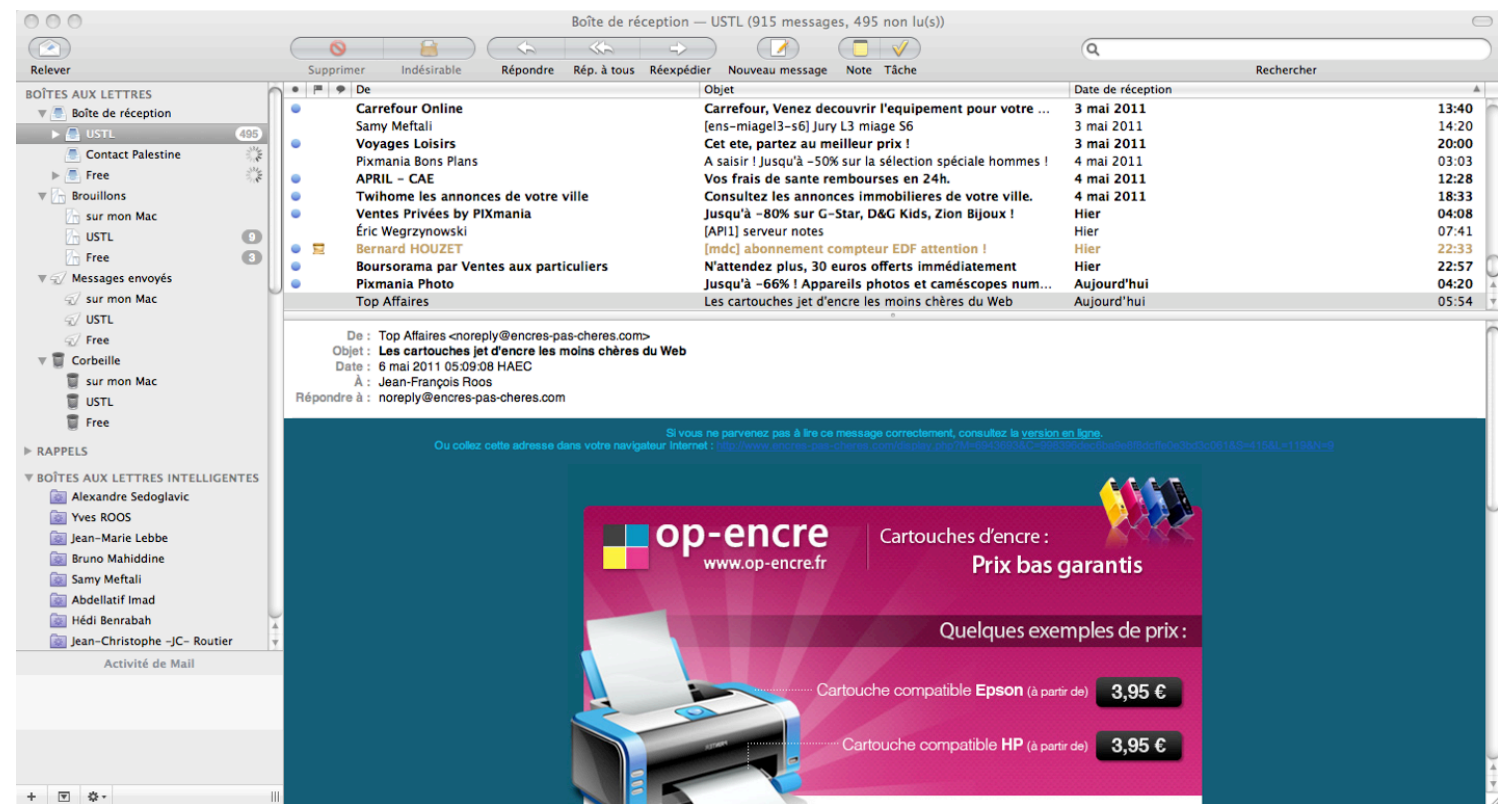 Boîte de réception — USTL (915 messages, 495 non lu(s))
Relever
Supprimer Indésirable Répondre Rép. à tous Réexpédier Nouveau message Note Tâche Rechercher
BOÎTES AUX LETTRES
Boîte de réception
USTL 495
Contact Palestine
Free
Brouillons
sur mon Mac
USTL 9
Free 3
Messages envoyés
sur mon Mac
USTL
Free
Corbeille
sur mon Mac
USTL
Free
RAPPELS
BOÎTES AUX LETTRES INTELLIGENTES
Alexandre Sedoglavic
Yves ROOS
Jean-Marie Lebbe
Bruno Mahiddine
Samy Meftali
Abdellatif Imad
Hédi Benrabah
Jean-Christophe -JC- Routier
Activité de Mail
De Objet Date de réception
Carrefour Online Carrefour, Venez decouvrir l'equipement pour votre ... 3 mai 2011 13:40
Samy Meftali [ens-miagel3-s6] Jury L3 miage S6 3 mai 2011 14:20
Voyages Loisirs Cet ete, partez au meilleur prix ! 3 mai 2011 20:00
Pixmania Bons Plans A saisir ! Jusqu'à -50% sur la sélection spéciale hommes ! 4 mai 2011 03:03
APRIL - CAE Vos frais de sante rembourses en 24h. 4 mai 2011 12:28
Twihome les annonces de votre ville Consultez les annonces immobilieres de votre ville. 4 mai 2011 18:33
Ventes Privées by PIXmania Jusqu'à -80% sur G-Star, D&G Kids, Zion Bijoux ! Hier 04:08
Éric Wegrzynowski [API1] serveur notes Hier 07:41
Bernard HOUZET [mdc] abonnement compteur EDF attention ! Hier 22:33
Boursorama par Ventes aux particuliers N'attendez plus, 30 euros offerts immédiatement Hier 22:57
Pixmania Photo Jusqu'à -66% ! Appareils photos et caméscopes num... Aujourd'hui 04:20
Top Affaires Les cartouches jet d'encre les moins chères du Web Aujourd'hui 05:54
De : Top Affaires <noreply@encres-pas-cheres.com>
Objet : Les cartouches jet d'encre les moins chères du Web
Date : 6 mai 2011 05:09:08 HAEC
À : Jean-François Roos
Répondre à : noreply@encres-pas-cheres.com
Si vous ne parvenez pas à lire ce message correctement, consultez la version en ligne.
Ou collez cette adresse dans votre navigateur Internet :
op-encre
www.op-encre.fr
Cartouches d'encre :
Prix bas garantis
Quelques exemples de prix :
Cartouche compatible Epson (à partir de) 3,95 €
Cartouche compatible HP (à partir de) 3,95 €